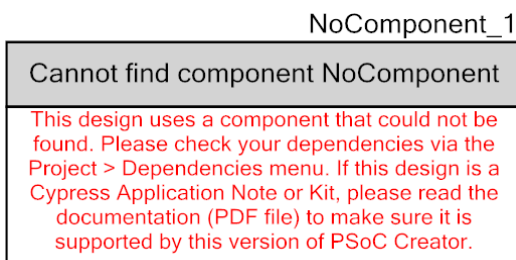 NoComponent_1
Cannot find component NoComponent
This design uses a component that could not be
found. Please check your dependencies via the
Project > Dependencies menu. If this design is a
Cypress Application Note or Kit, please read the
documentation (PDF file) to make sure it is
supported by this version of PSoC Creator.